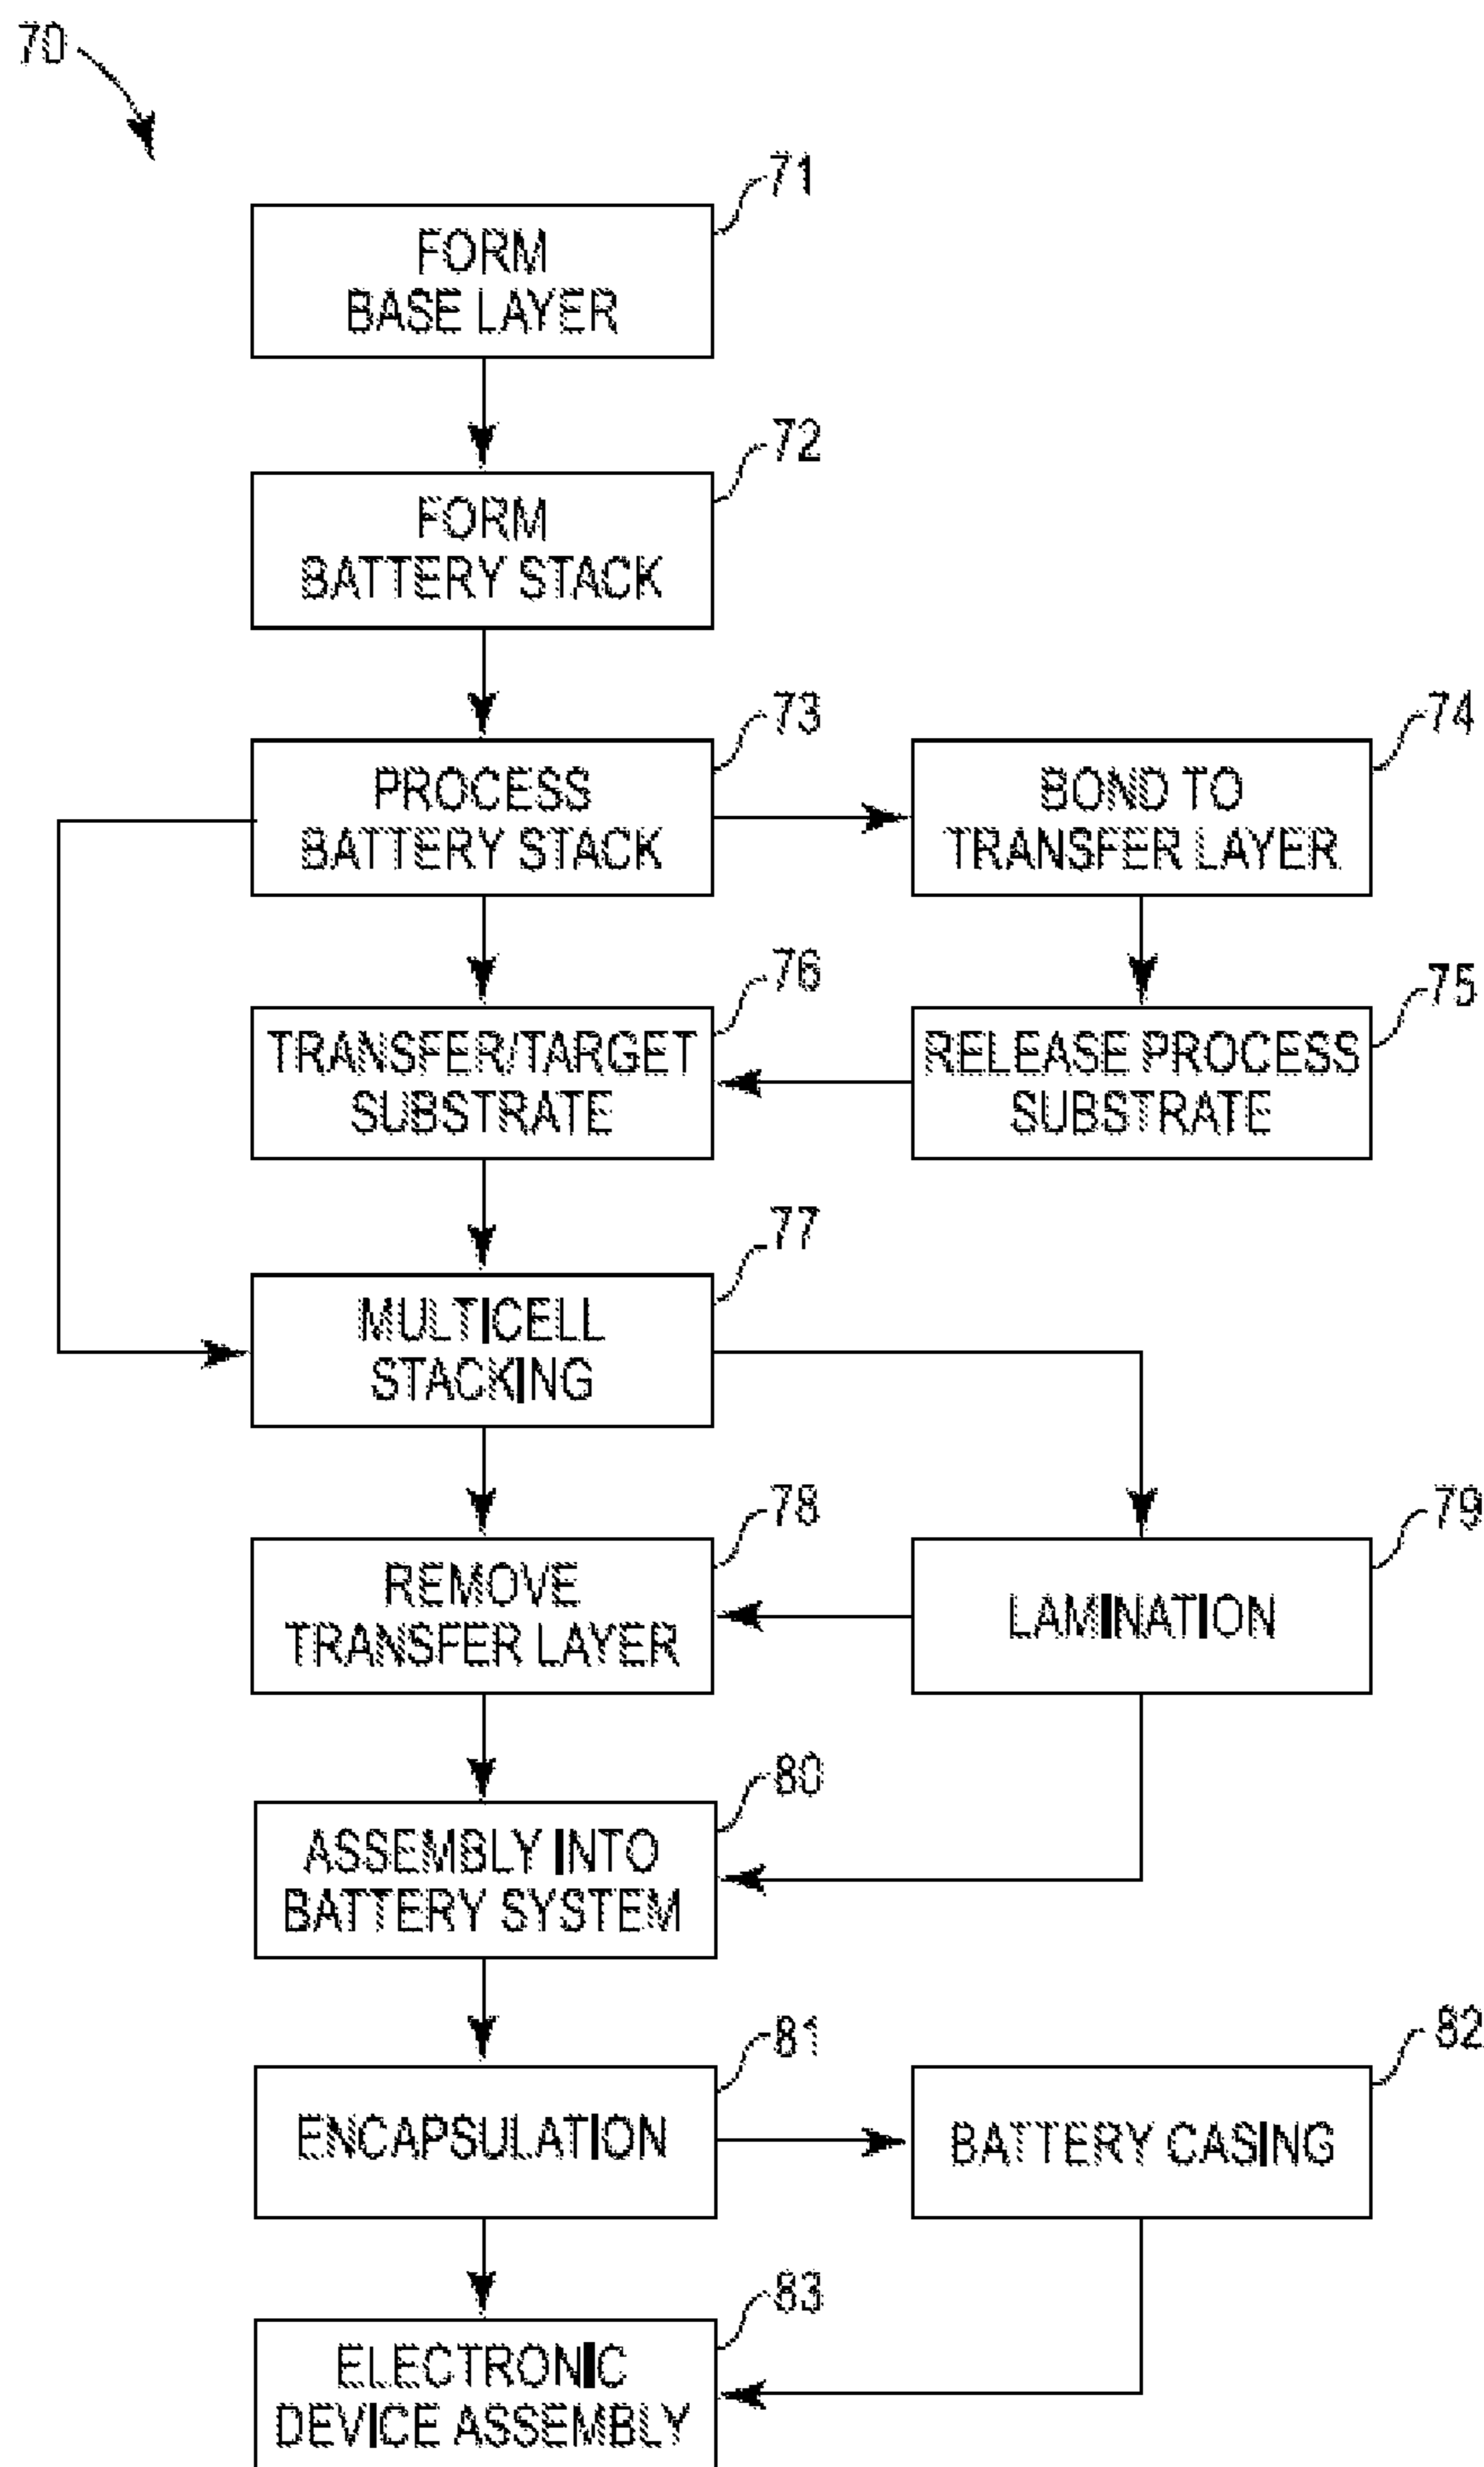 70
71
FORM
BASE LAYER
72
FORM
BATTERY STACK
73
PROCESS
BATTERY STACK
74
BOND TO
TRANSFER LAYER
76
TRANSFER/TARGET
SUBSTRATE
75
RELEASE PROCESS
SUBSTRATE
77
MULTICELL
STACKING
78
REMOVE
TRANSFER LAYER
79
LAMINATION
80
ASSEMBLY INTO
BATTERY SYSTEM
81
ENCAPSULATION
82
BATTERY CASING
83
ELECTRONIC
DEVICE ASSEMBLY